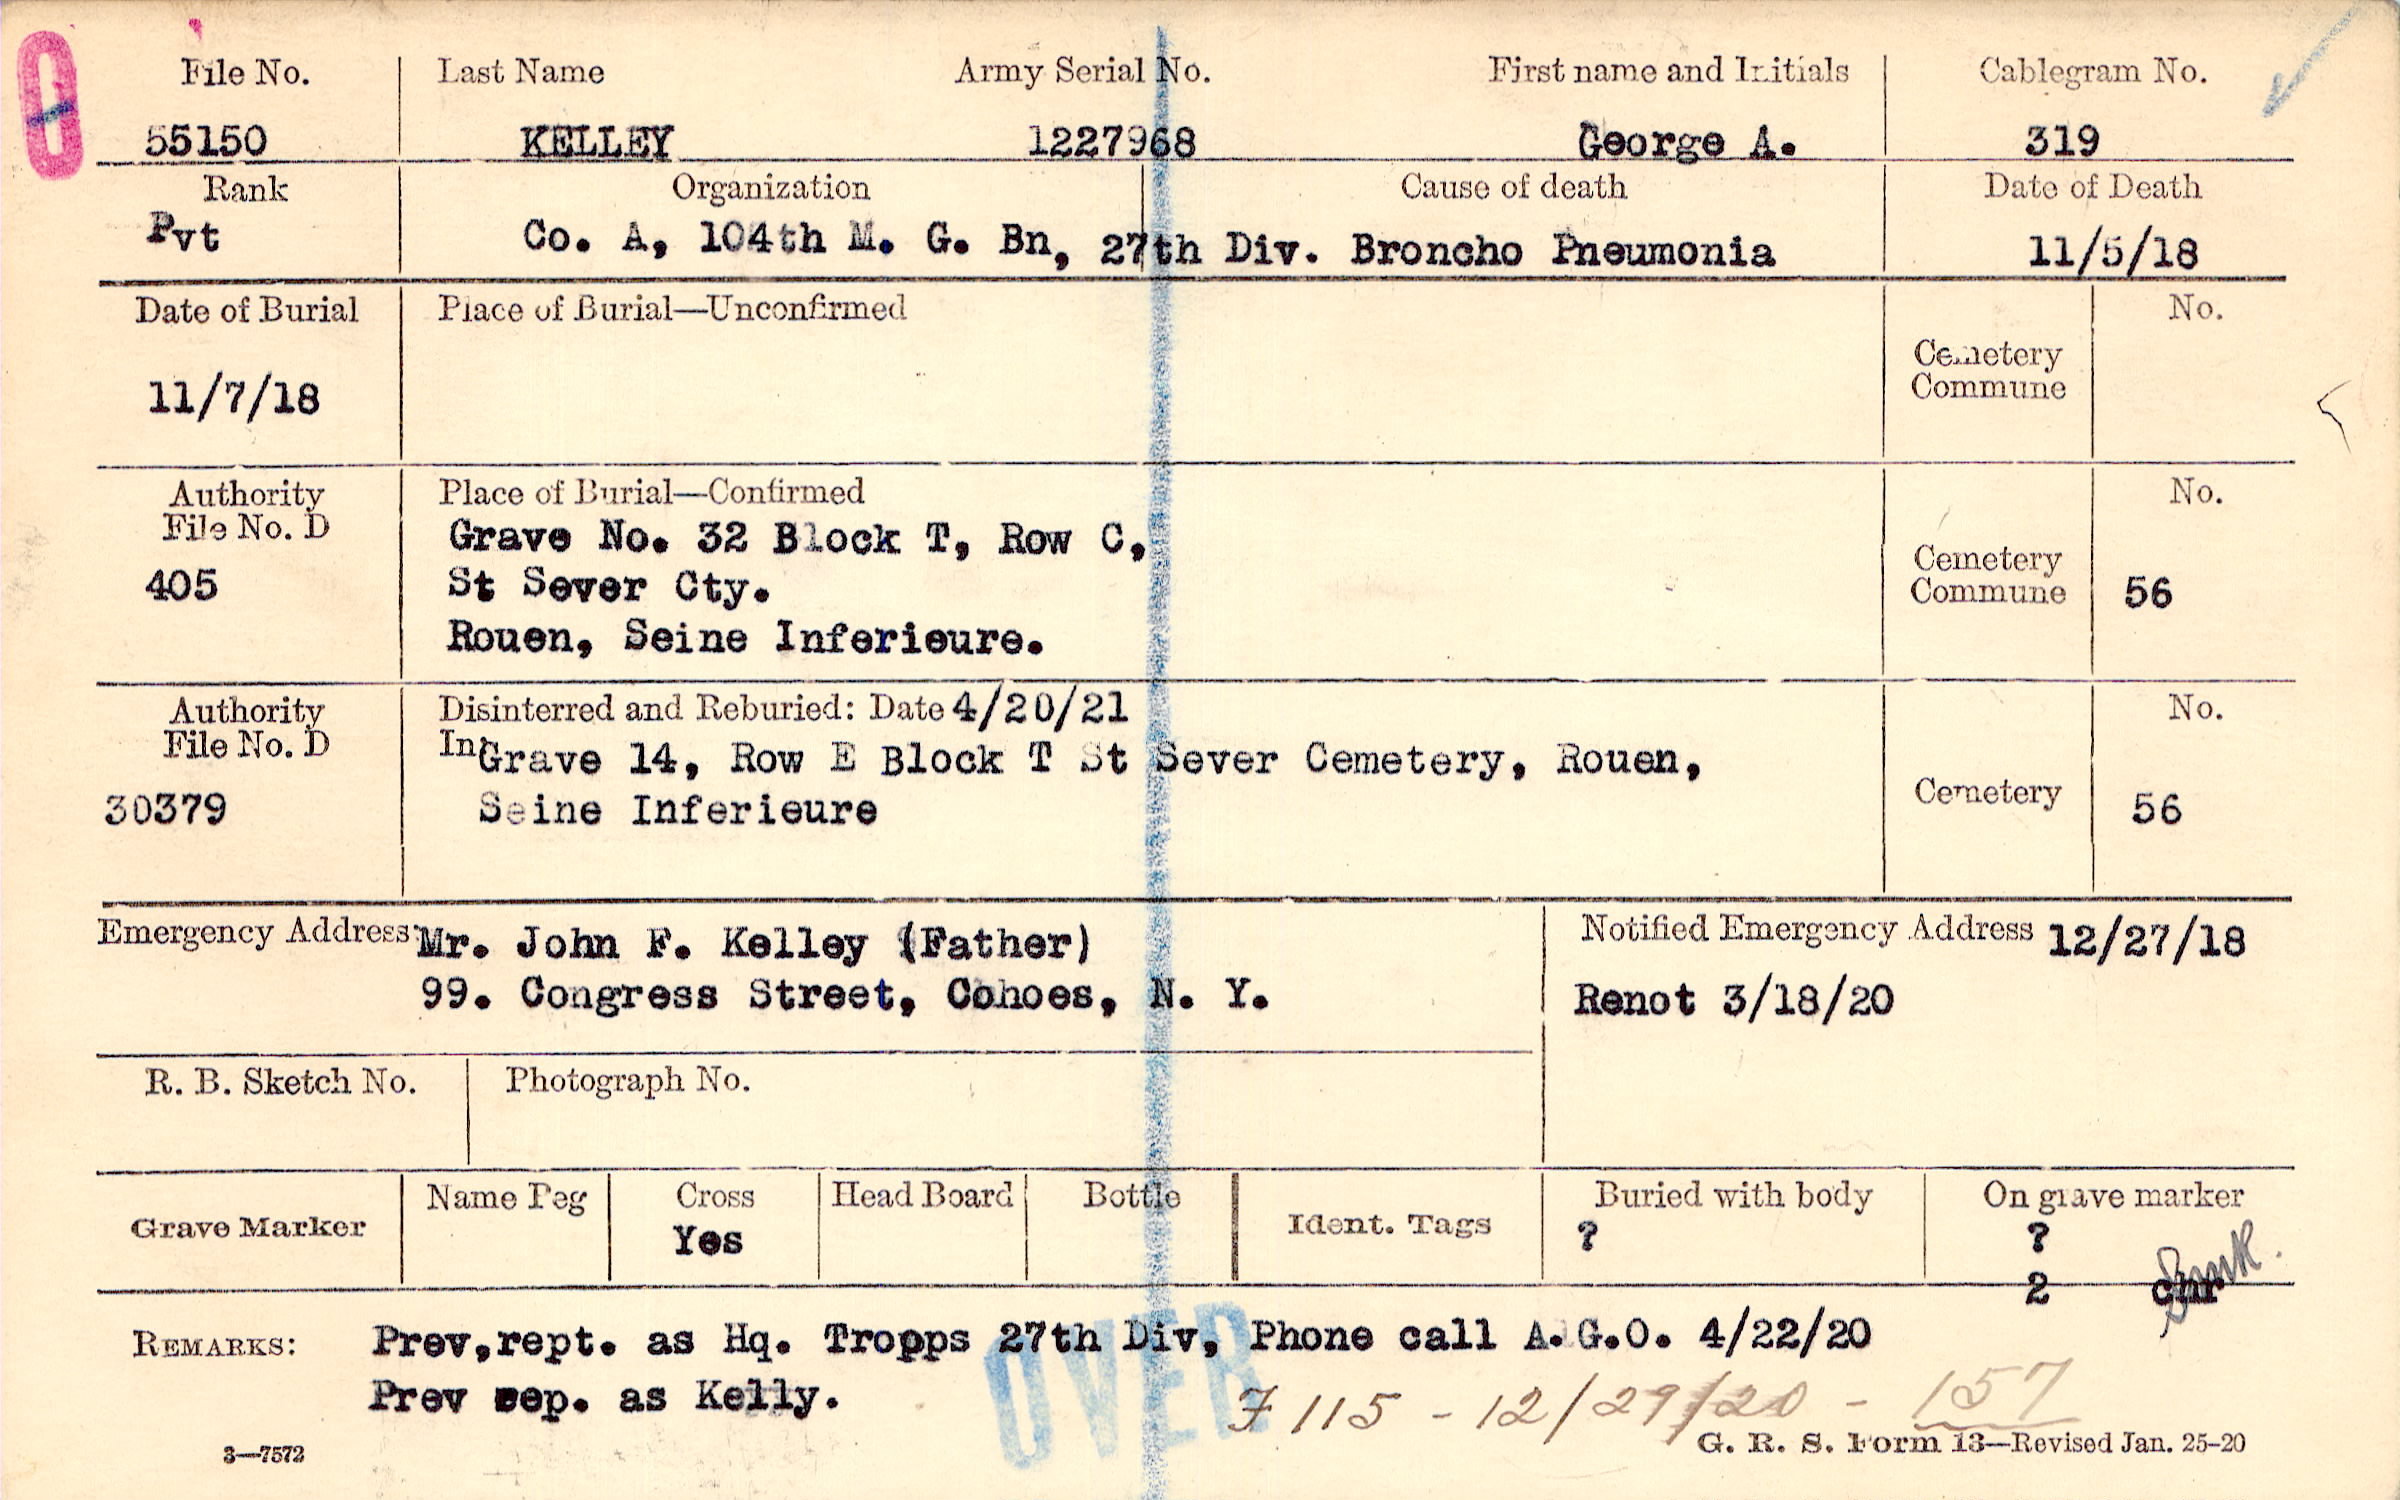 File No. Last Name Army Serial No. First name and Initials Cablegram No.
55150 KELLEY 1227968 George A. 319
Rank Organization Cause of death Date of Death
Pvt Co. A, 104th M. G. Bn, 27th Div. Broncho Pneumonia 11/5/18
Date of Burial Place of Burial—Unconfirmed No.
Cemetery
Commune
11/7/18
Authority Place of Burial—Confirmed No.
File No. D Grave No. 32 Block T, Row C,
Cemetery
405 St Sever Cty. Commune 56
Rouen, Seine Inferieure.
Authority Disinterred and Reburied: Date 4/20/21 No.
File No. D In Grave 14, Row E Block T St Sever Cemetery, Rouen,
30379 Seine Inferieure Cemetery 56
Emergency Address: Mr. John F. Kelley (Father) Notified Emergency Address 12/27/18
99. Congress Street, Cohoes, N. Y. Renot 3/18/20
R. B. Sketch No. Photograph No.
Grave Marker Name Peg Cross Head Board Bottle Ident. Tags Buried with body On grave marker
Yes ? ?
2 chr
REMARKS: Prev,rept. as Hq. Tropps 27th Div, Phone call A.G.O. 4/22/20
Prev rep. as Kelly.
OVER
F 115 - 12/29/20 - 157
3—7572 G. R. S. Form 13—Revised Jan. 25-20